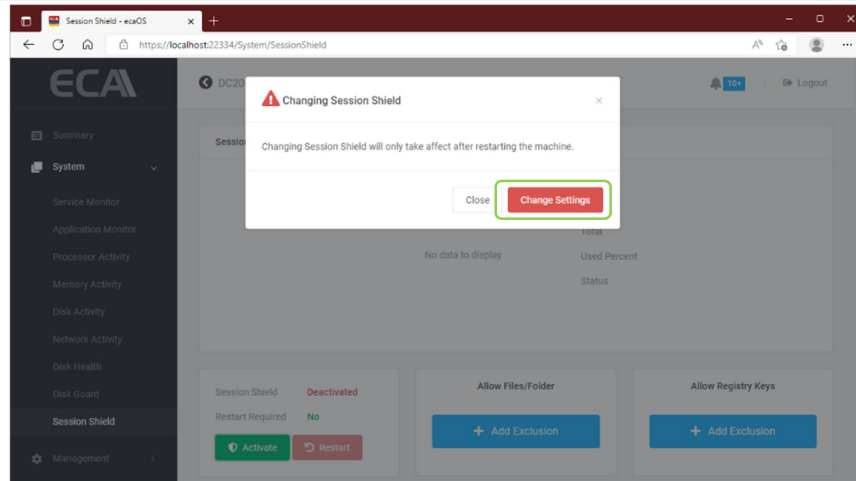 Session Shield - ecaOS
https://localhost:22334/System/SessionShield
10+
Logout
ECA
DC20
Changing Session Shield
Changing Session Shield will only take affect after restarting the machine.
Close
Change Settings
Summary
System
Service Monitor
Application Monitor
Processor Activity
Memory Activity
Disk Activity
Network Activity
Disk Health
Disk Guard
Session Shield
Management
Sessio
Total
No data to display
Used Percent
Status
Session Shield Deactivated
Restart Required No
Activate
Restart
Allow Files/Folder
+ Add Exclusion
Allow Registry Keys
+ Add Exclusion